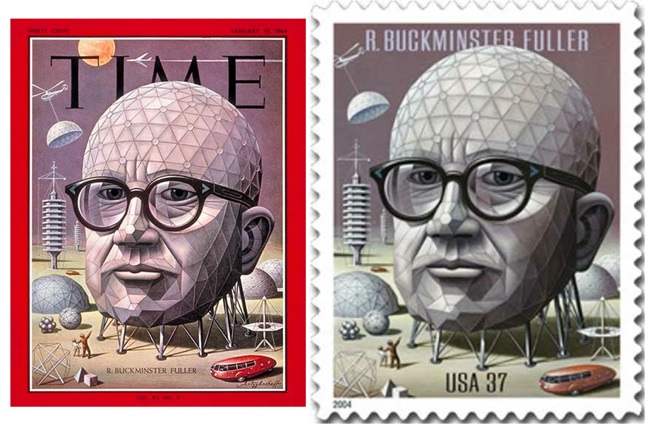 TIME
R. BUCKMINSTER FULLER
R. BUCKMINSTER FULLER
USA 37
2004